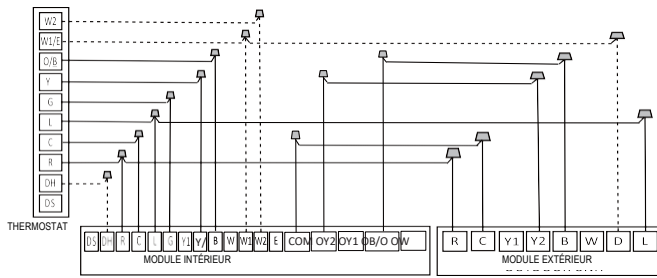 W2
W1/E
O/B
Y
G
L
C
R
DH
DS
THERMOSTAT
DS DH R C L G Y1 Y/ B W W1 W2 E COM OY2 OY1 OB/O OW
MODULE INTÉRIEUR
R C Y1 Y2 B W D L
MODULE EXTÉRIEUR